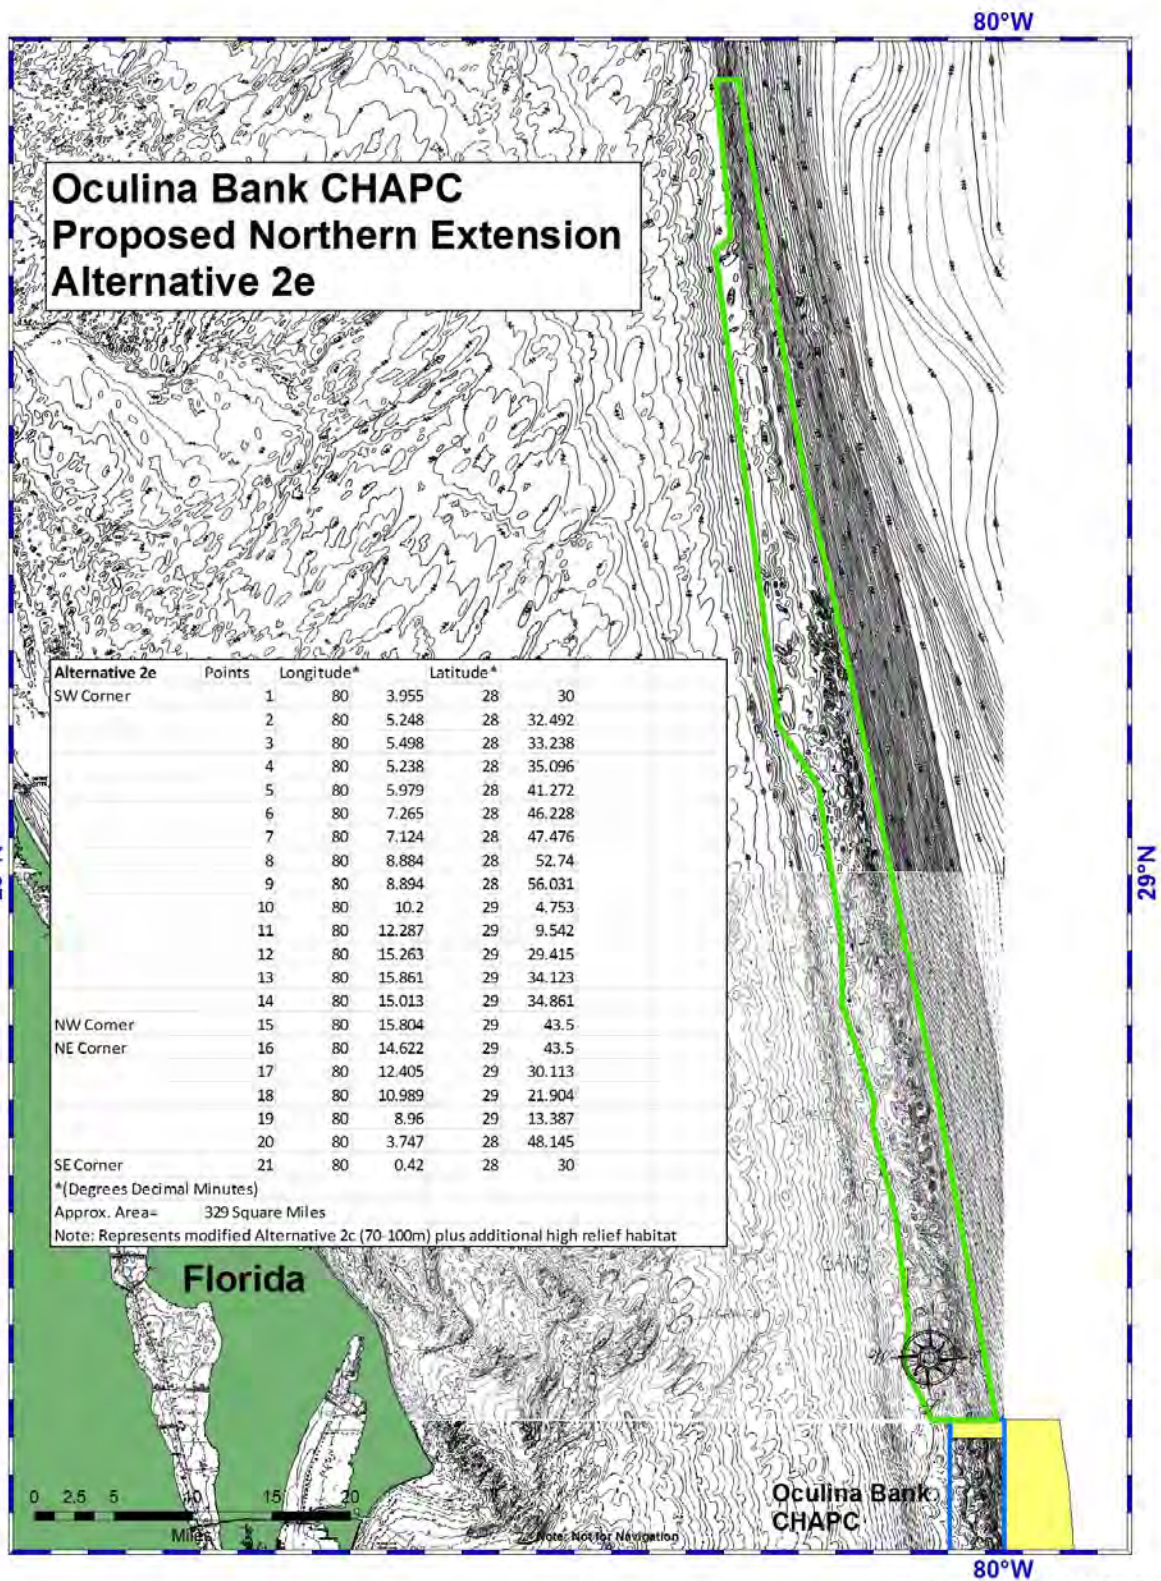 80°W
Oculina Bank CHAPC
Proposed Northern Extension
Alternative 2e
Alternative 2e Points Longitude* Latitude*
SW Corner 1 80 3.955 28 30
2 80 5.248 28 32.492
3 80 5.498 28 33.238
4 80 5.238 28 35.096
5 80 5.979 28 41.272
6 80 7.265 28 46.228
7 80 7.124 28 47.476
8 80 8.884 28 52.74
9 80 8.894 28 56.031
10 80 10.2 29 4.753
11 80 12.287 29 9.542
12 80 15.263 29 29.415
13 80 15.861 29 34.123
14 80 15.013 29 34.861
NW Corner 15 80 15.804 29 43.5
NE Corner 16 80 14.622 29 43.5
17 80 12.405 29 30.113
18 80 10.989 29 21.904
19 80 8.96 29 13.387
20 80 3.747 28 48.145
SE Corner 21 80 0.42 28 30
*(Degrees Decimal Minutes)
Approx. Area= 329 Square Miles
Note: Represents modified Alternative 2c (70-100m) plus additional high relief habitat
29°N
Florida
0 2.5 5 10 15 20
Miles
Note: Not for Navigation
Oculina Bank
CHAPC
80°W